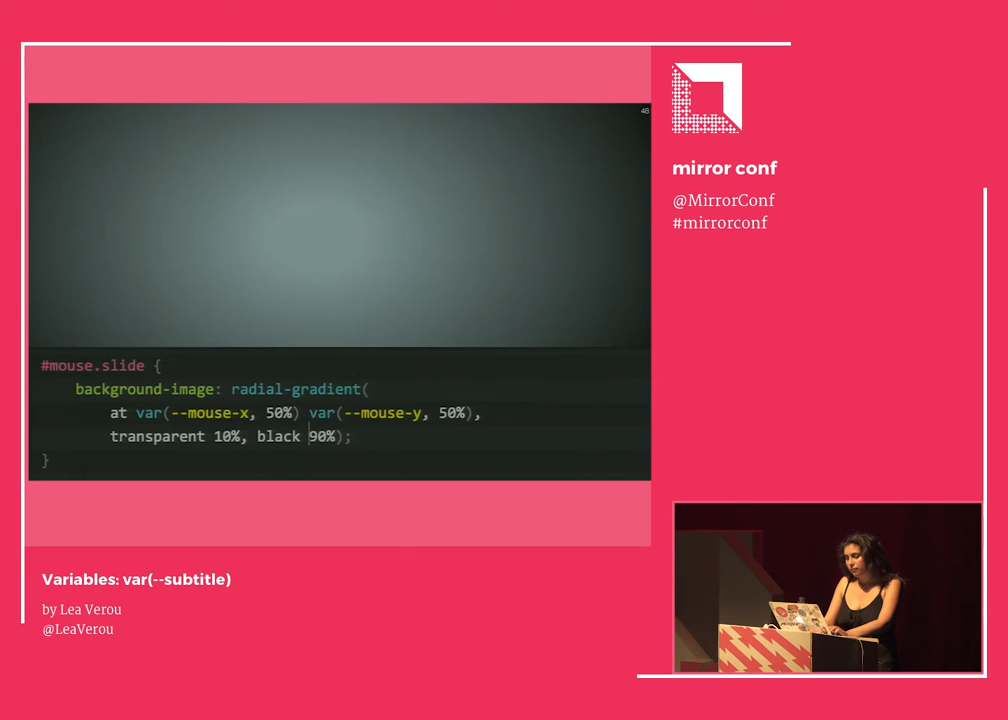 48
#mouse.slide {
background-image: radial-gradient(
at var(--mouse-x, 50%) var(--mouse-y, 50%),
transparent 10%, black 90%);
}
mirror conf
@MirrorConf
#mirrorconf
Variables: var(--subtitle)
by Lea Verou
@LeaVerou